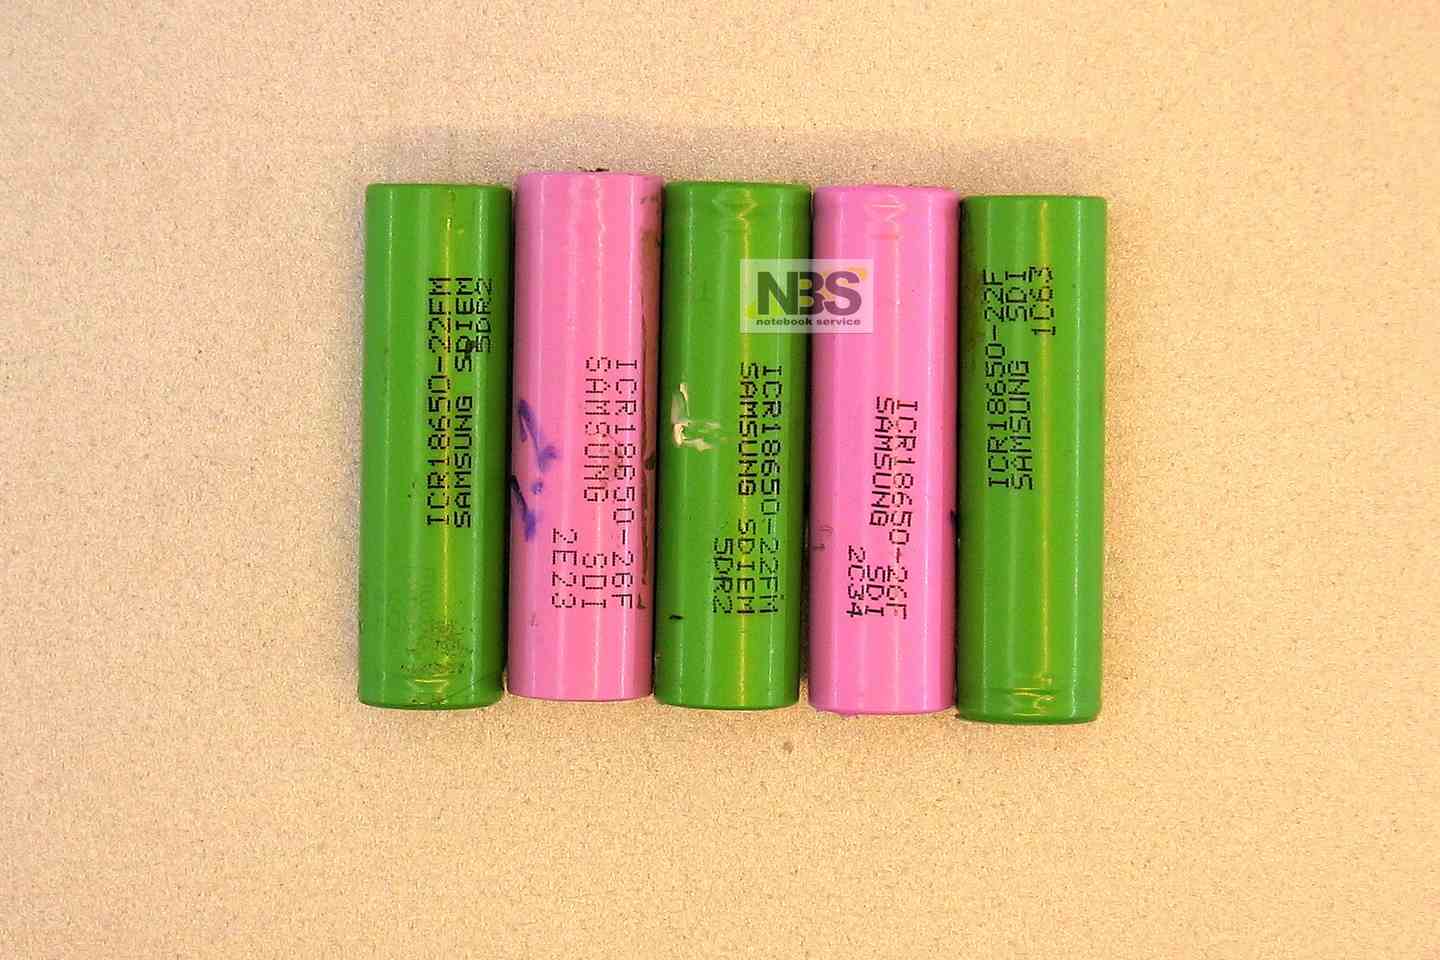 ICR18650-22FM
SAMSUNG SDIEM
5DR2
ICR18650-26F
SAMSUNG SDI
2E23
ICR18650-22FM
SAMSUNG SDIEM
5DR2
ICR18650-26F
SAMSUNG SDI
2C34
ICR18650-22F
SAMSUNG SDI
1C63
NBS
notebook service